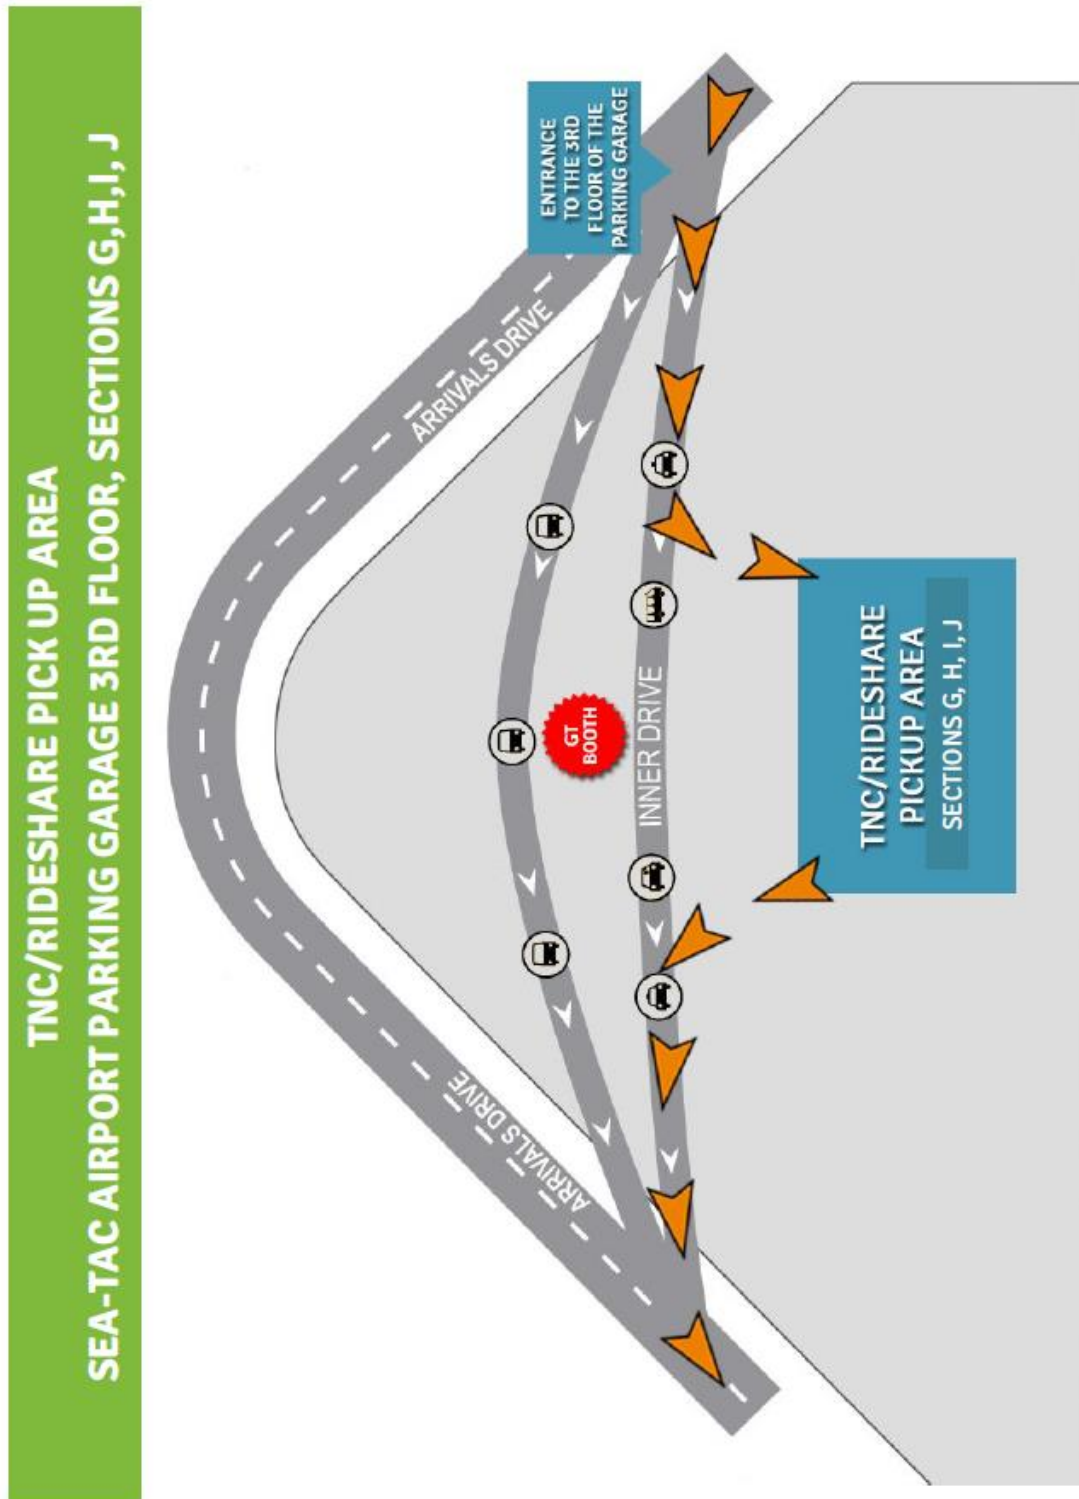 TNC/RIDESHARE PICK UP AREA
SEA-TAC AIRPORT PARKING GARAGE 3RD FLOOR, SECTIONS G,H,I, J
ENTRANCE
TO THE 3RD
FLOOR OF THE
PARKING GARAGE
ARRIVALS DRIVE
ARRIVALS DRIVE
GT
BOOTH
INNER DRIVE
TNC/RIDESHARE
PICKUP AREA
SECTIONS G, H, I,J